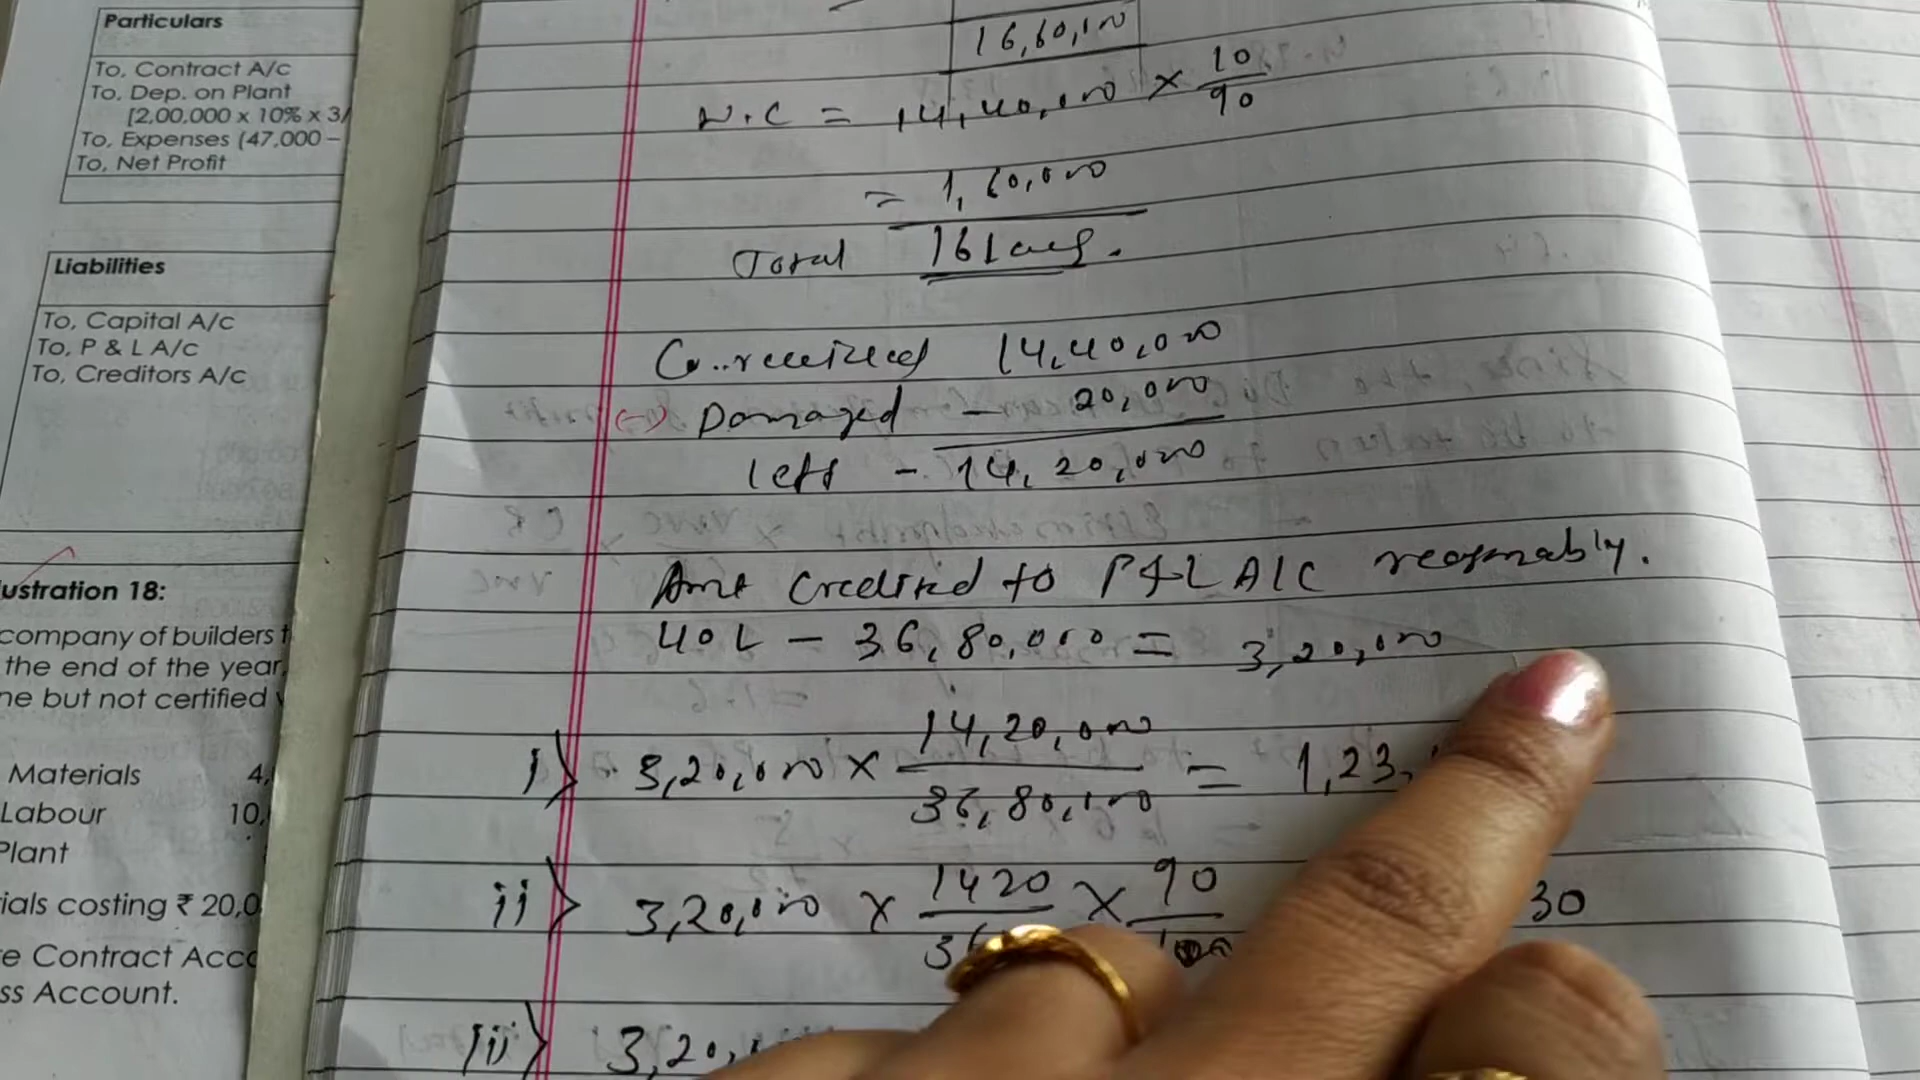 Particulars
To, Contract A/c
To, Dep. on Plant
[2,00,000 x 10% x 3/
To, Expenses (47,000 –
To, Net Profit
Liabilities
To, Capital A/c
To, P & L A/c
To, Creditors A/c
ustration 18:
company of builders t
the end of the year,
ne but not certified
Materials 4,
Labour 10,
Plant
ials costing ₹ 20,0
e Contract Acco
ss Account.
16,60,000
N.C = 14,40,000 × 10/90
= 1,60,000
Total 16 Lacs.
received 14,40,000
(-) Damaged - 20,000
left - 14,20,000
Amt Credited to P&L A/C reasonably.
40L - 36,80,000 = 3,20,000
i) 3,20,000 × 14,20,000/36,80,000 = 1,23,
ii) 3,20,000 × 1420/36 × 90/100 30
iii) 3,20,